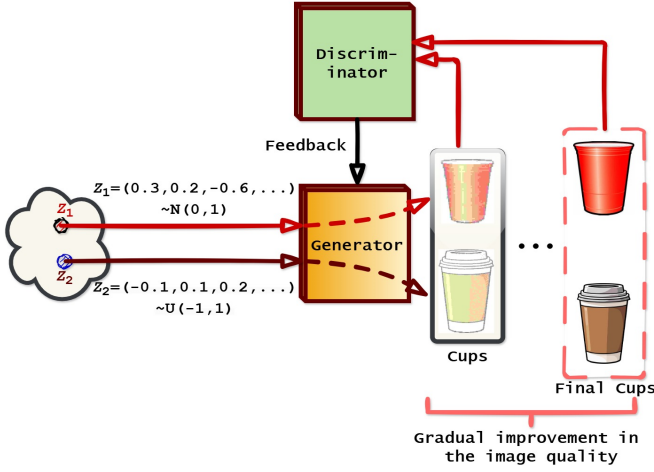 Discrim-
inator
Feedback
Z1=(0.3,0.2,-0.6,...)
~N(0,1)
Z1
Generator
Z2
Z2=(-0.1,0.1,0.2,...)
~U(-1,1)
...
Cups
Final Cups
Gradual improvement in
the image quality